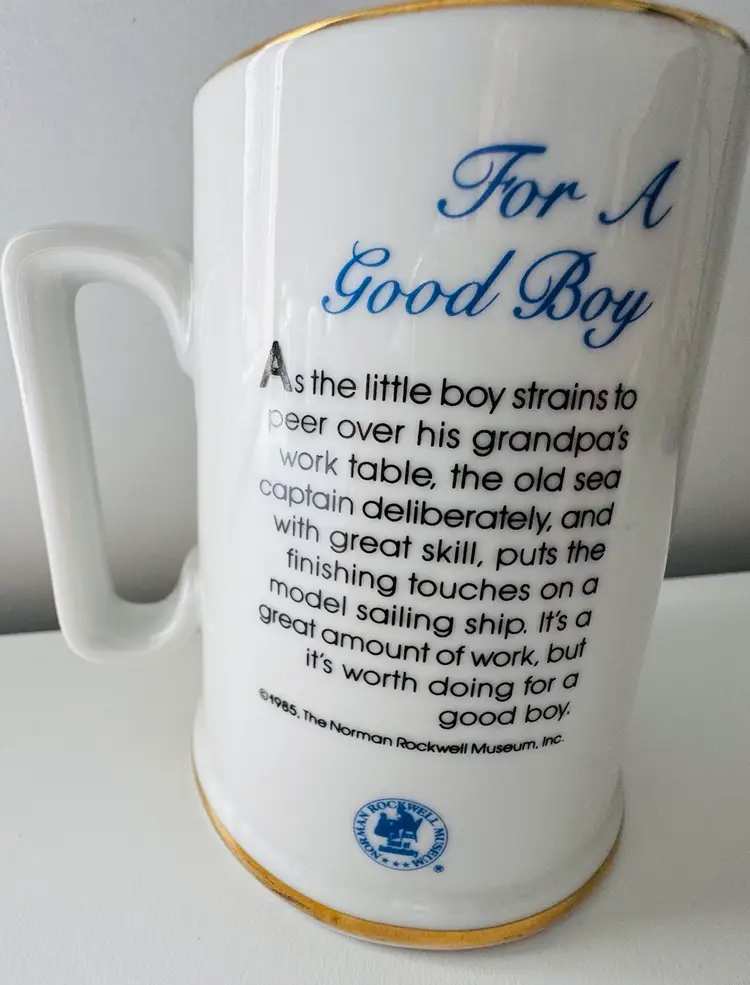 For A
Good Boy
As the little boy strains to
peer over his grandpa's
work table, the old sea
captain deliberately, and
with great skill, puts the
finishing touches on a
model sailing ship. It's a
great amount of work, but
it's worth doing for a
good boy.
©1985, The Norman Rockwell Museum, Inc.
NORMAN ROCKWELL MUSEUM
®